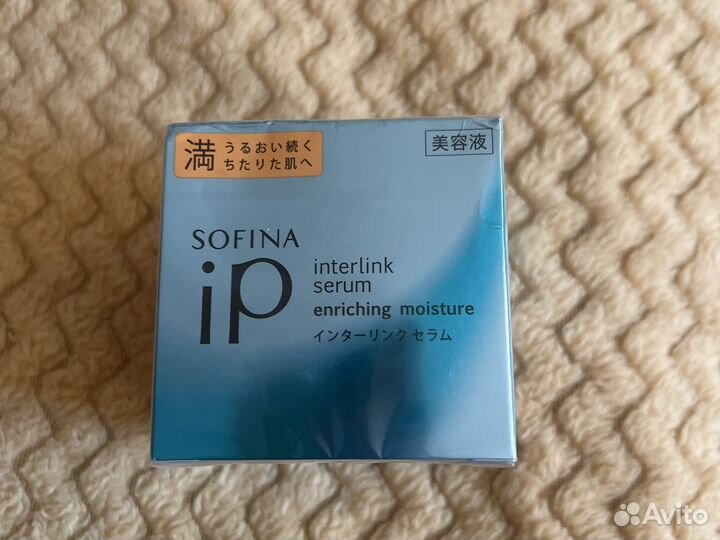 満
うるおい続く
ちたりた肌へ
美容液
SOFINA
iP
interlink
serum
enriching moisture
インターリンク セラム
Avito